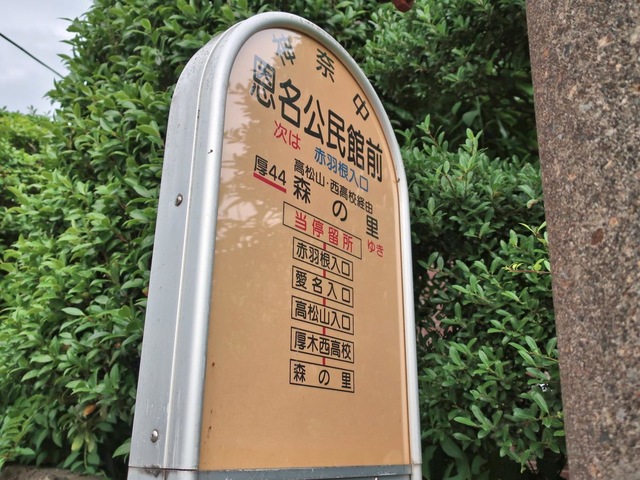 神奈中
恩名公民館前
次は 赤羽根入口
高松山・西高校経由
厚44 森の里
当停留所 ゆき
赤羽根入口
愛名入口
高松山入口
厚木西高校
森の里